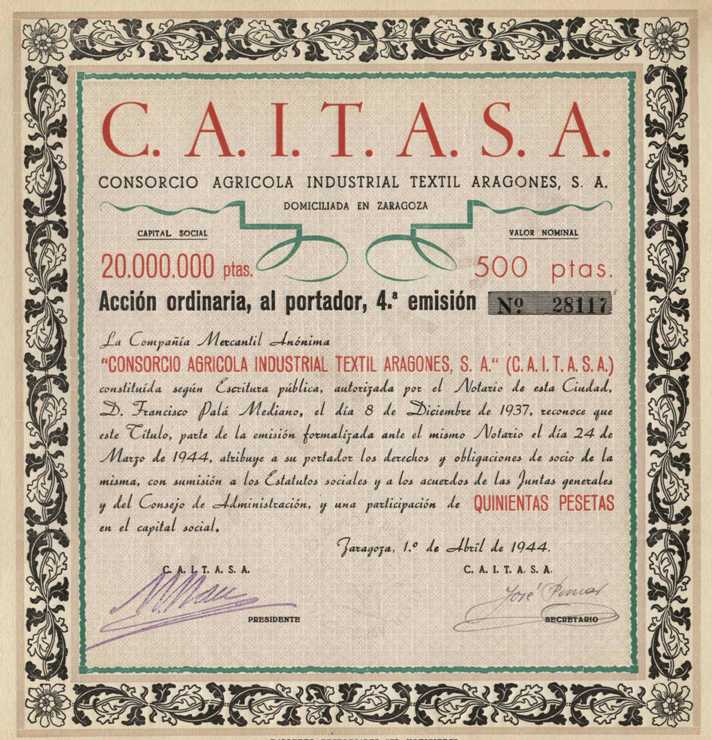 C. A. I. T. A. S. A.
CONSORCIO AGRICOLA INDUSTRIAL TEXTIL ARAGONES, S. A.
DOMICILIADA EN ZARAGOZA
CAPITAL SOCIAL
VALOR NOMINAL
20.000.000 ptas.
500 ptas.
Acción ordinaria, al portador, 4.ª emisión Nº 28117
La Compañía Mercantil Anónima
"CONSORCIO AGRICOLA INDUSTRIAL TEXTIL ARAGONES, S. A." (C. A. I. T. A. S. A.)
constituída según Escritura pública, autorizada por el Notario de esta Ciudad,
D. Francisco Palá Mediano, el día 8 de Diciembre de 1937, reconoce que
este Título, parte de la emisión formalizada ante el mismo Notario el día 24 de
Marzo de 1944, atribuye a su portador los derechos y obligaciones de socio de la
misma, con sumisión a los Estatutos sociales y a los acuerdos de las Juntas generales
y del Consejo de Administración, y una participación de QUINIENTAS PESETAS
en el capital social.
Zaragoza, 1.º de Abril de 1944.
C. A. I. T. A. S. A.
C. A. I. T. A. S. A.
José
PRESIDENTE
SECRETARIO